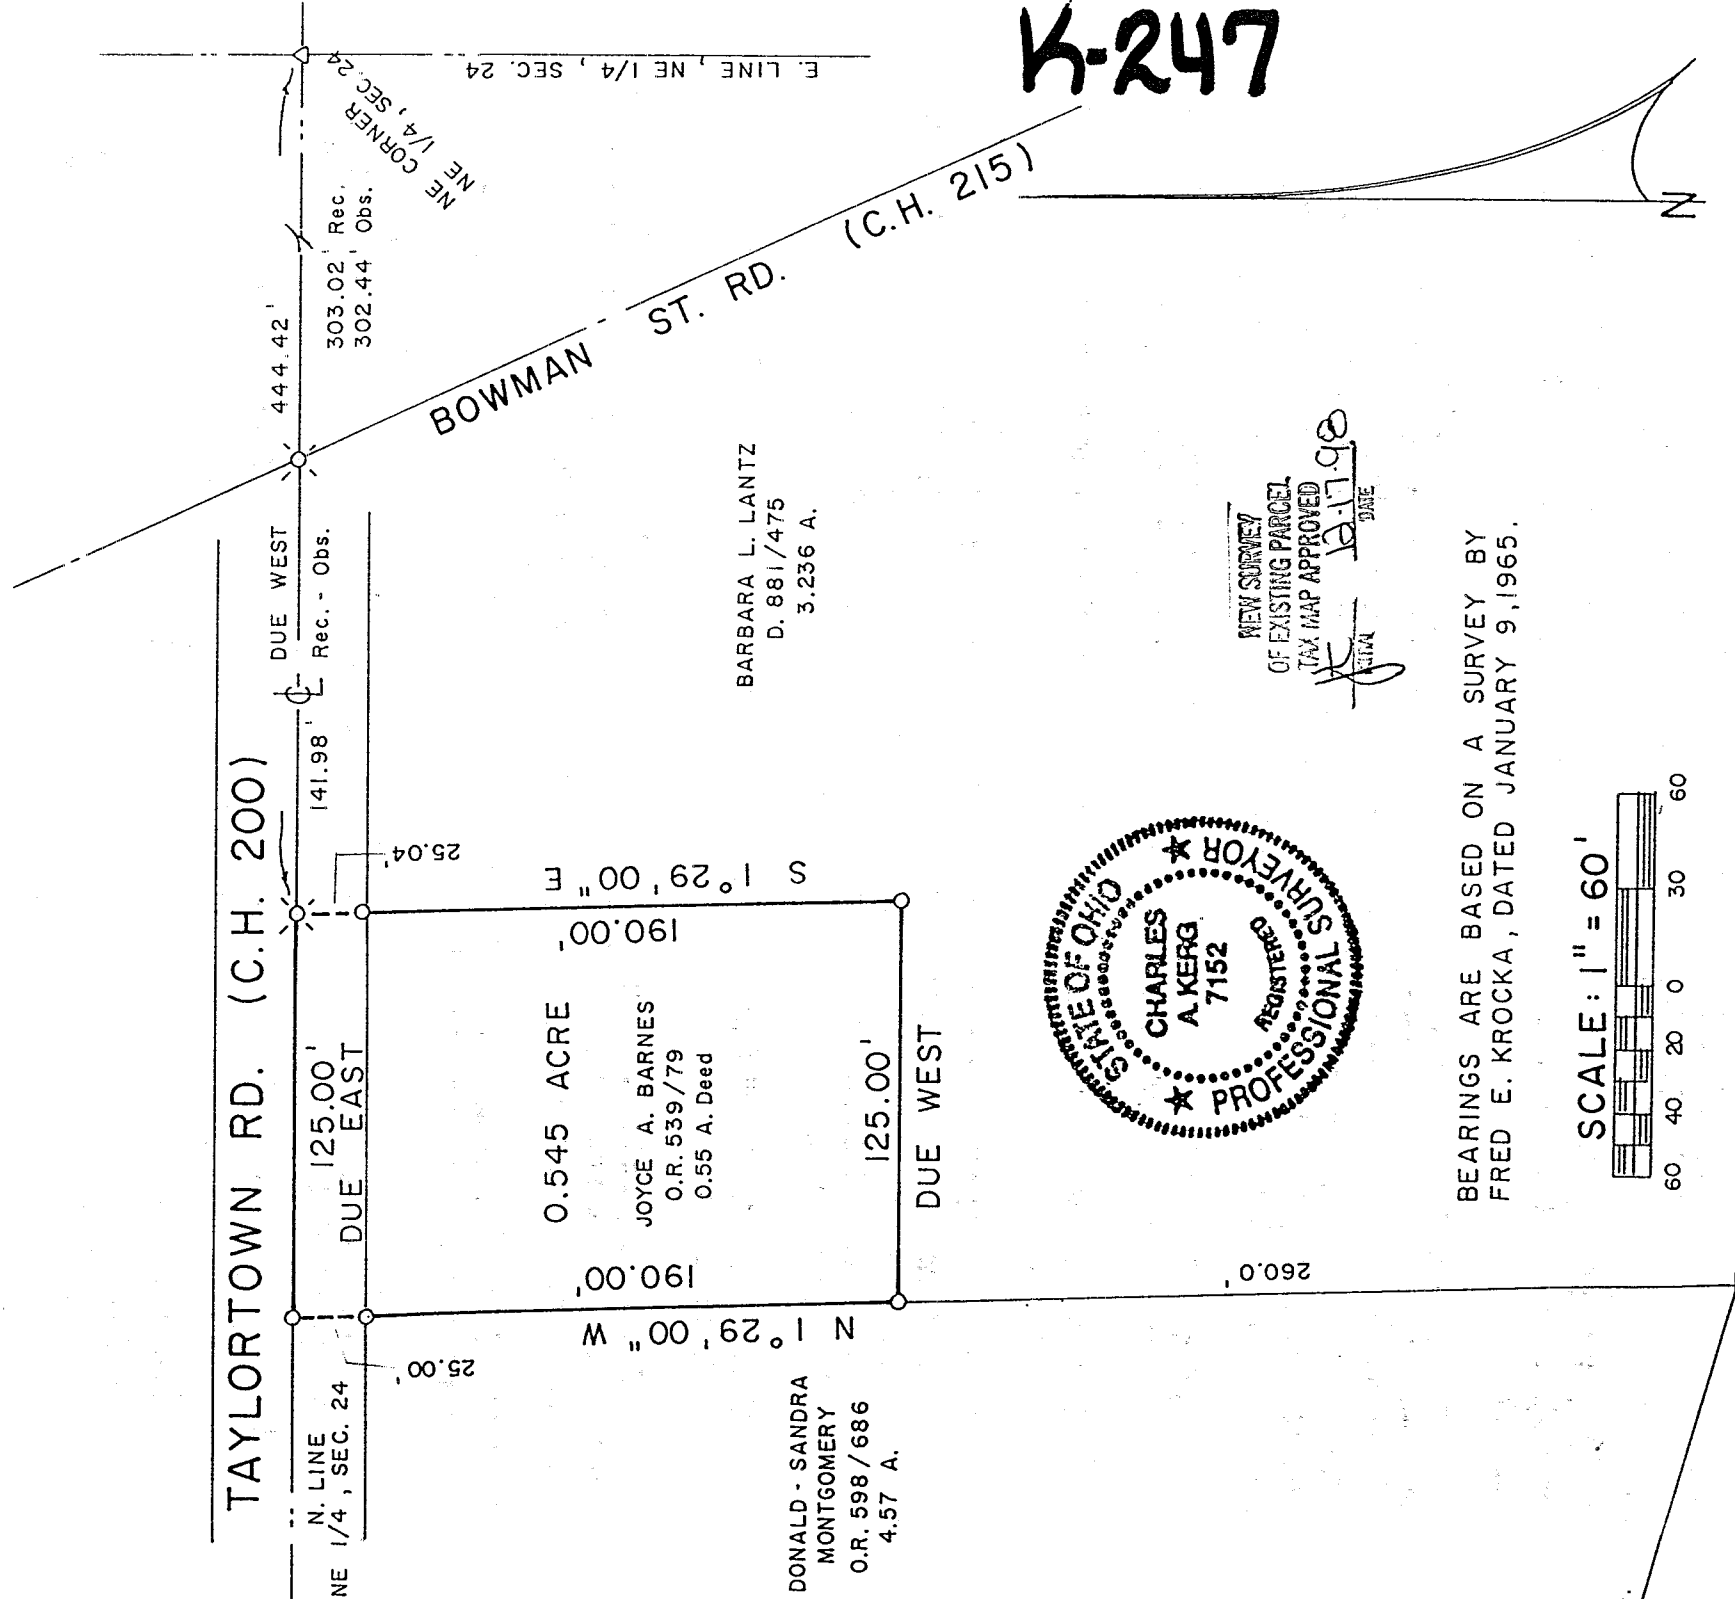 K-247
E. LINE, NE 1/4, SEC. 24
NE CORNER
NE 1/4, SEC. 24
444.42'
303.02' Rec.
302.44' Obs.
BOWMAN ST. RD. (C.H. 215)
N
DUE WEST
Rec. - Obs.
141.98'
TAYLORTOWN RD. (C.H. 200)
25.04'
S 1° 29' 00" E
190.00'
125.00'
DUE EAST
0.545 ACRE
JOYCE A. BARNES
O.R. 539/79
0.55 A. Deed
125.00'
DUE WEST
190.00'
N 1° 29' 00" W
25.00'
N. LINE
NE 1/4, SEC. 24
BARBARA L. LANTZ
D. 881/475
3.236 A.
DONALD - SANDRA
MONTGOMERY
O.R. 598/686
4.57 A.
260.0'
NEW SURVEY
OF EXISTING PARCEL
TAX MAP APPROVED
12-17-98
INITIAL DATE
STATE OF OHIO
CHARLES
A. KERG
7152
REGISTERED
PROFESSIONAL SURVEYOR
BEARINGS ARE BASED ON A SURVEY BY
FRED E. KROCKA, DATED JANUARY 9, 1965.
SCALE: 1" = 60'
60 40 20 0 30 60